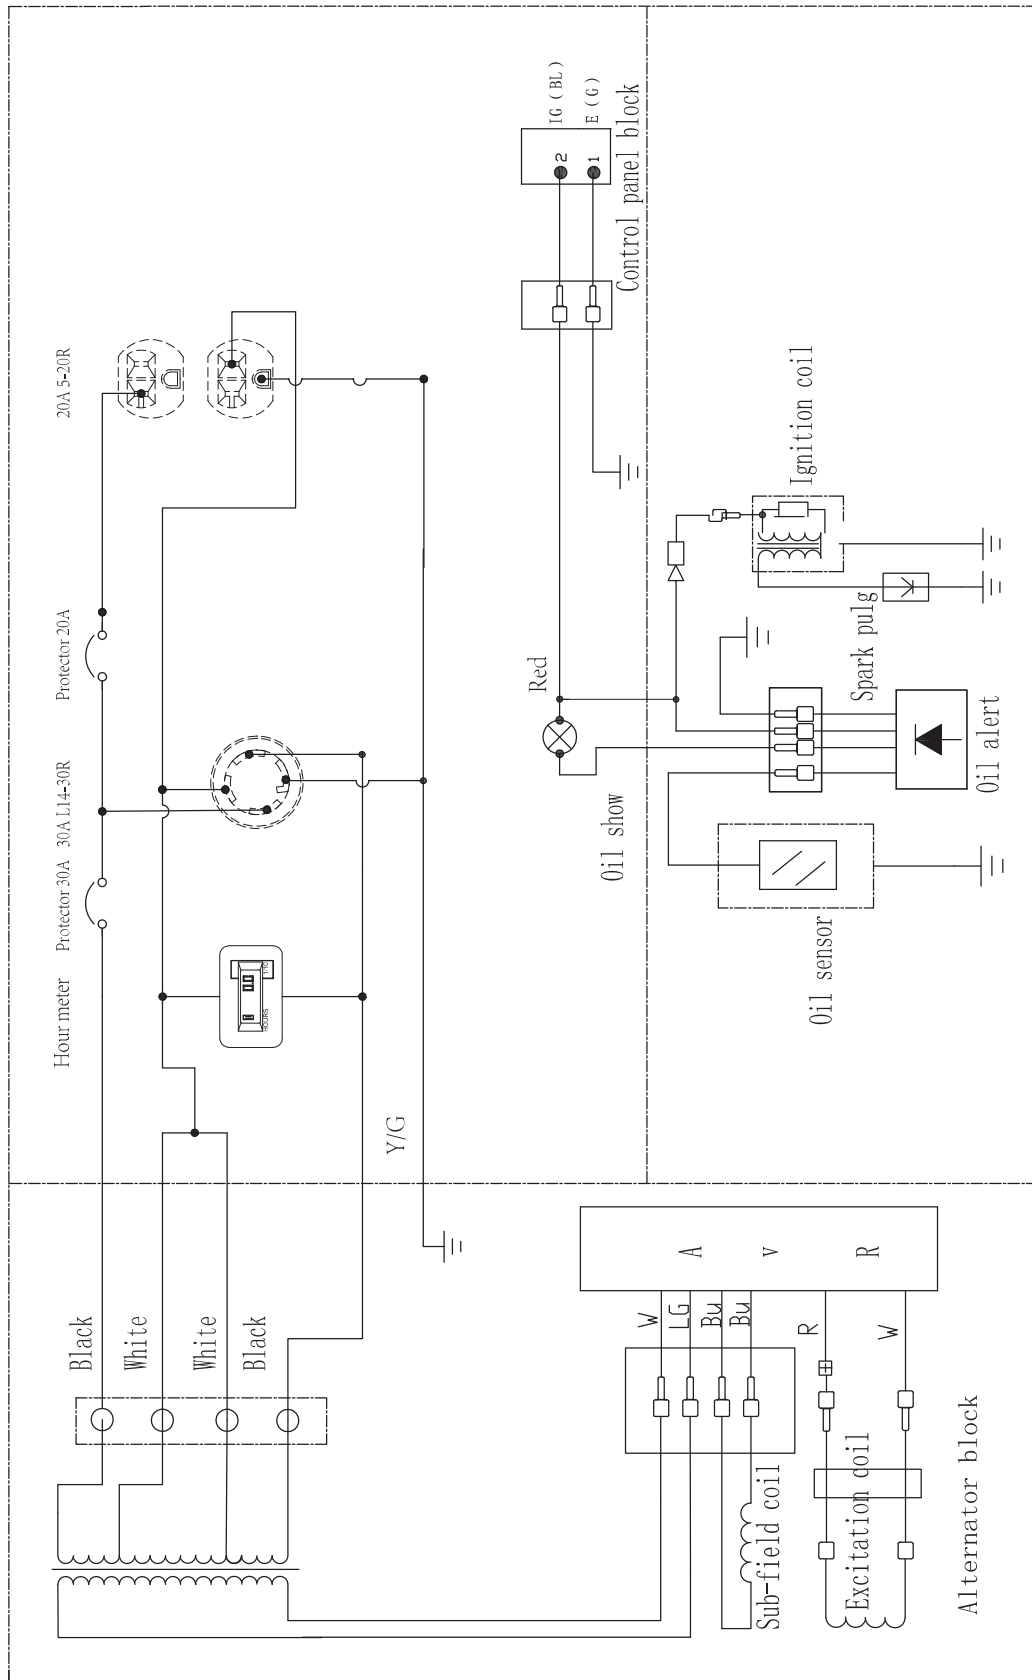 Hour meter
Protector 30A
30A L14-30R
Protector 20A
20A 5-20R
HOURS
1/10
Y/G
Black
White
White
Black
IG (BL)
E (G)
2
1
Control panel block
Red
Oil show
Ignition coil
Spark pulg
Oil alert
Oil sensor
A
v
R
W
LG
Bu
Bu
R
W
Sub-field coil
Excitation coil
Alternator block